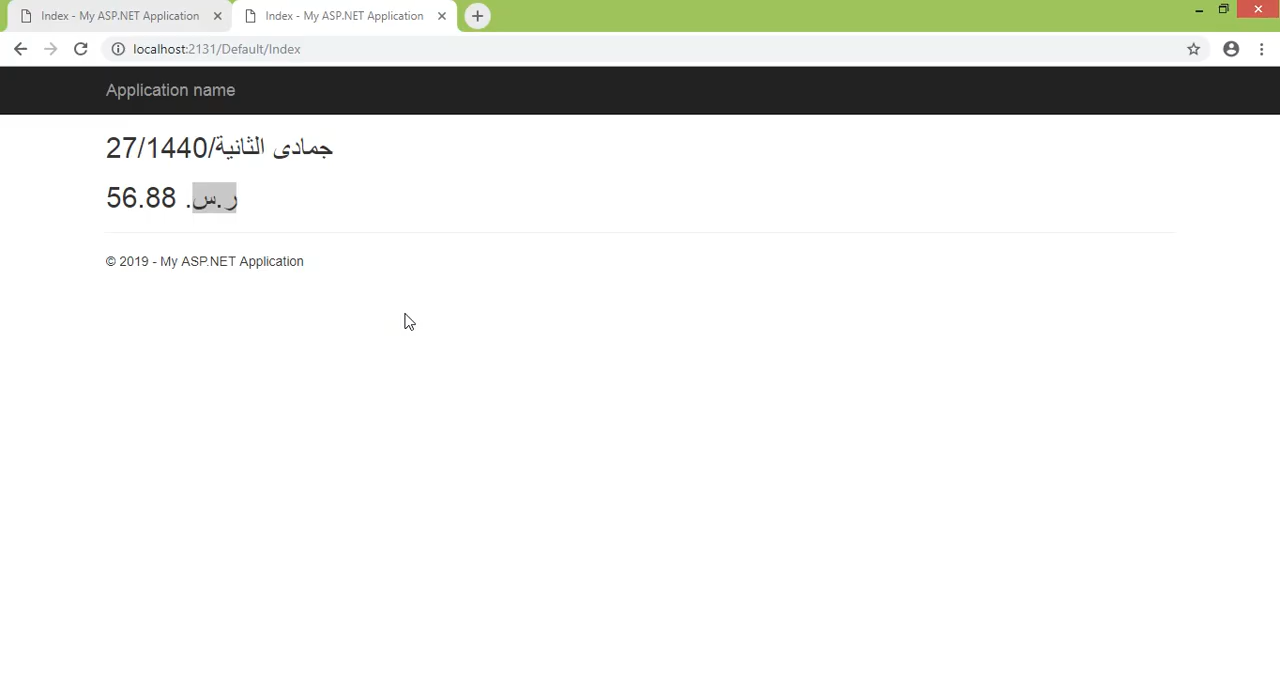 Index - My ASP.NET Application
Index - My ASP.NET Application
localhost:2131/Default/Index
Application name
27/جمادى الثانية/1440
ر.س. 56.88
© 2019 - My ASP.NET Application